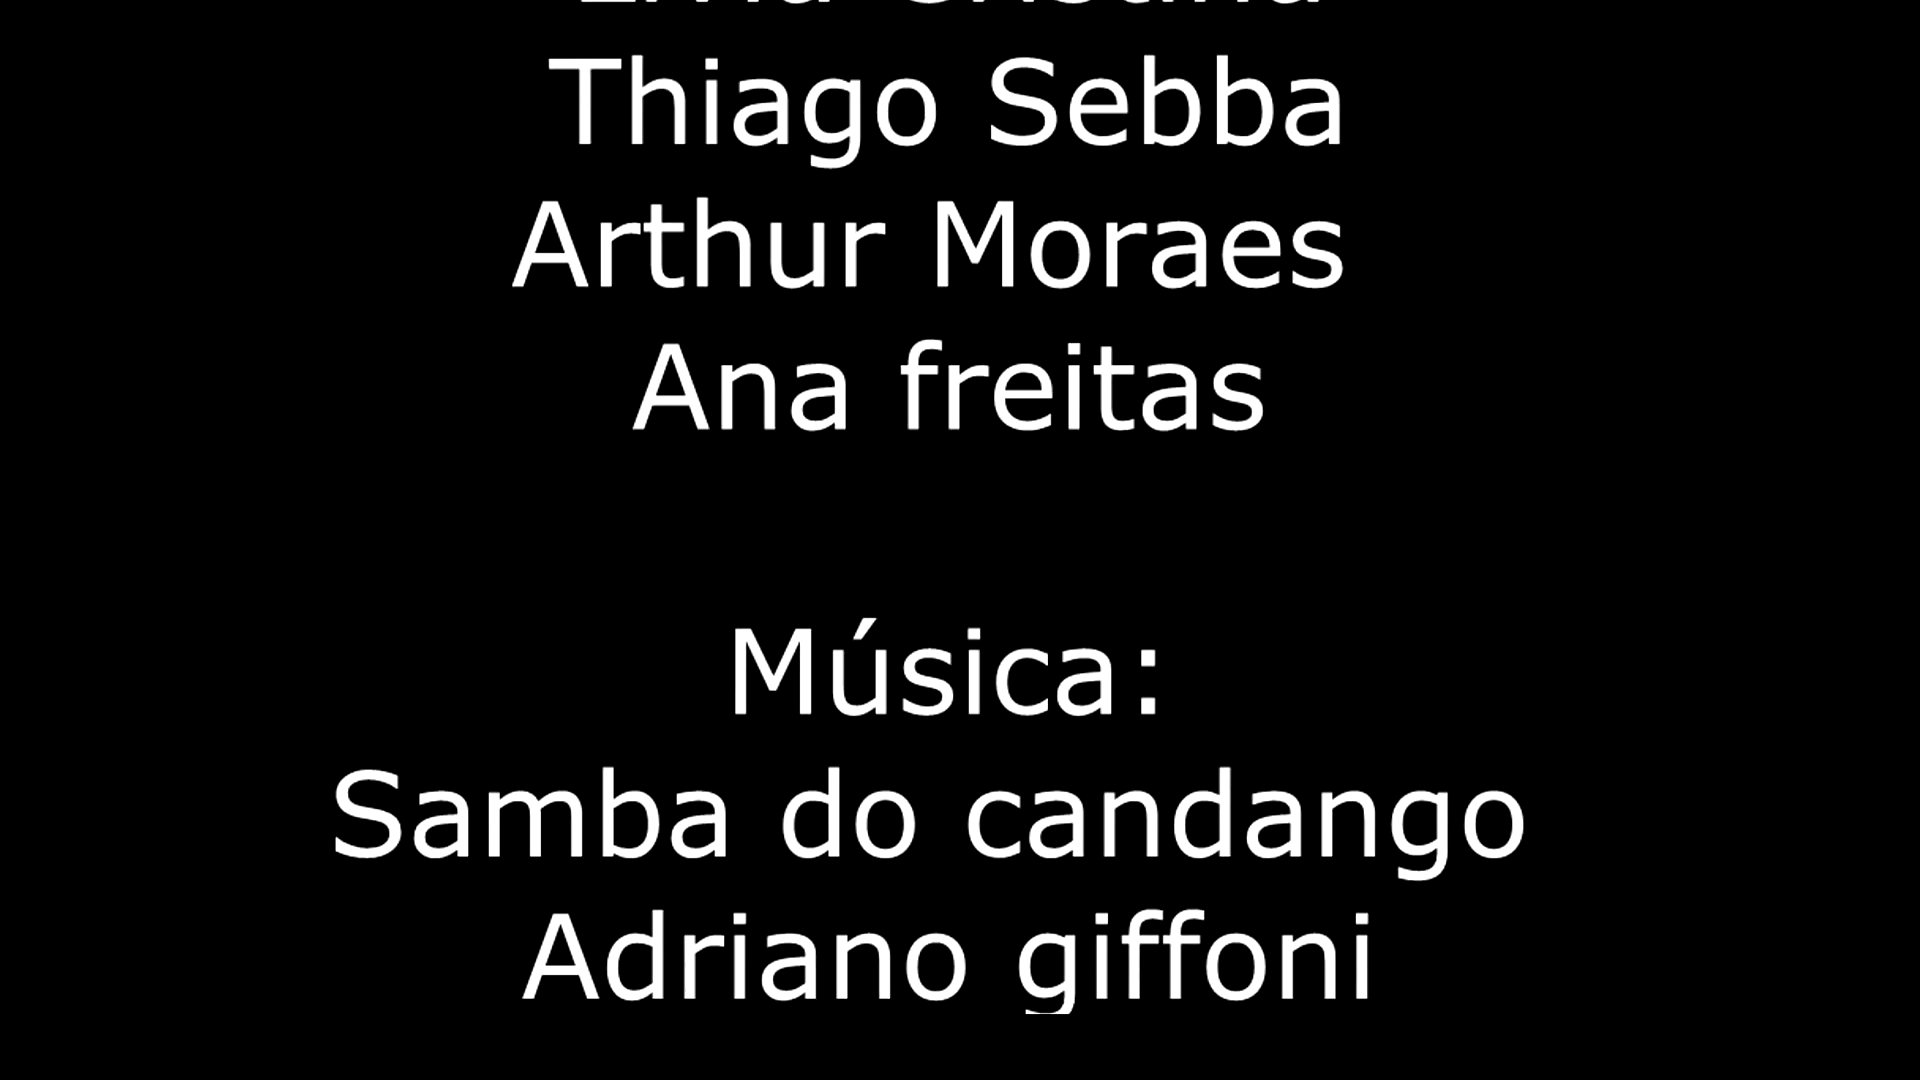 Thiago Sebba
Arthur Moraes
Ana freitas
Música:
Samba do candango
Adriano giffoni